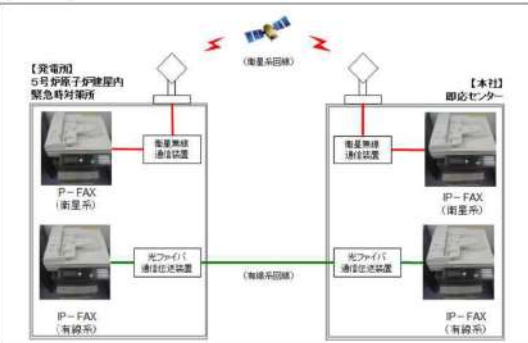 (衛星系回線)
【発電所】
5号炉原子炉建屋内
緊急時対策所
【本社】
即応センター
衛星無線
通信装置
衛星無線
通信装置
P－FAX
(衛星系)
IP－FAX
(衛星系)
光ファイバ
通信伝送装置
(有線系回線)
光ファイバ
通信伝送装置
IP－FAX
(有線系)
IP－FAX
(有線系)